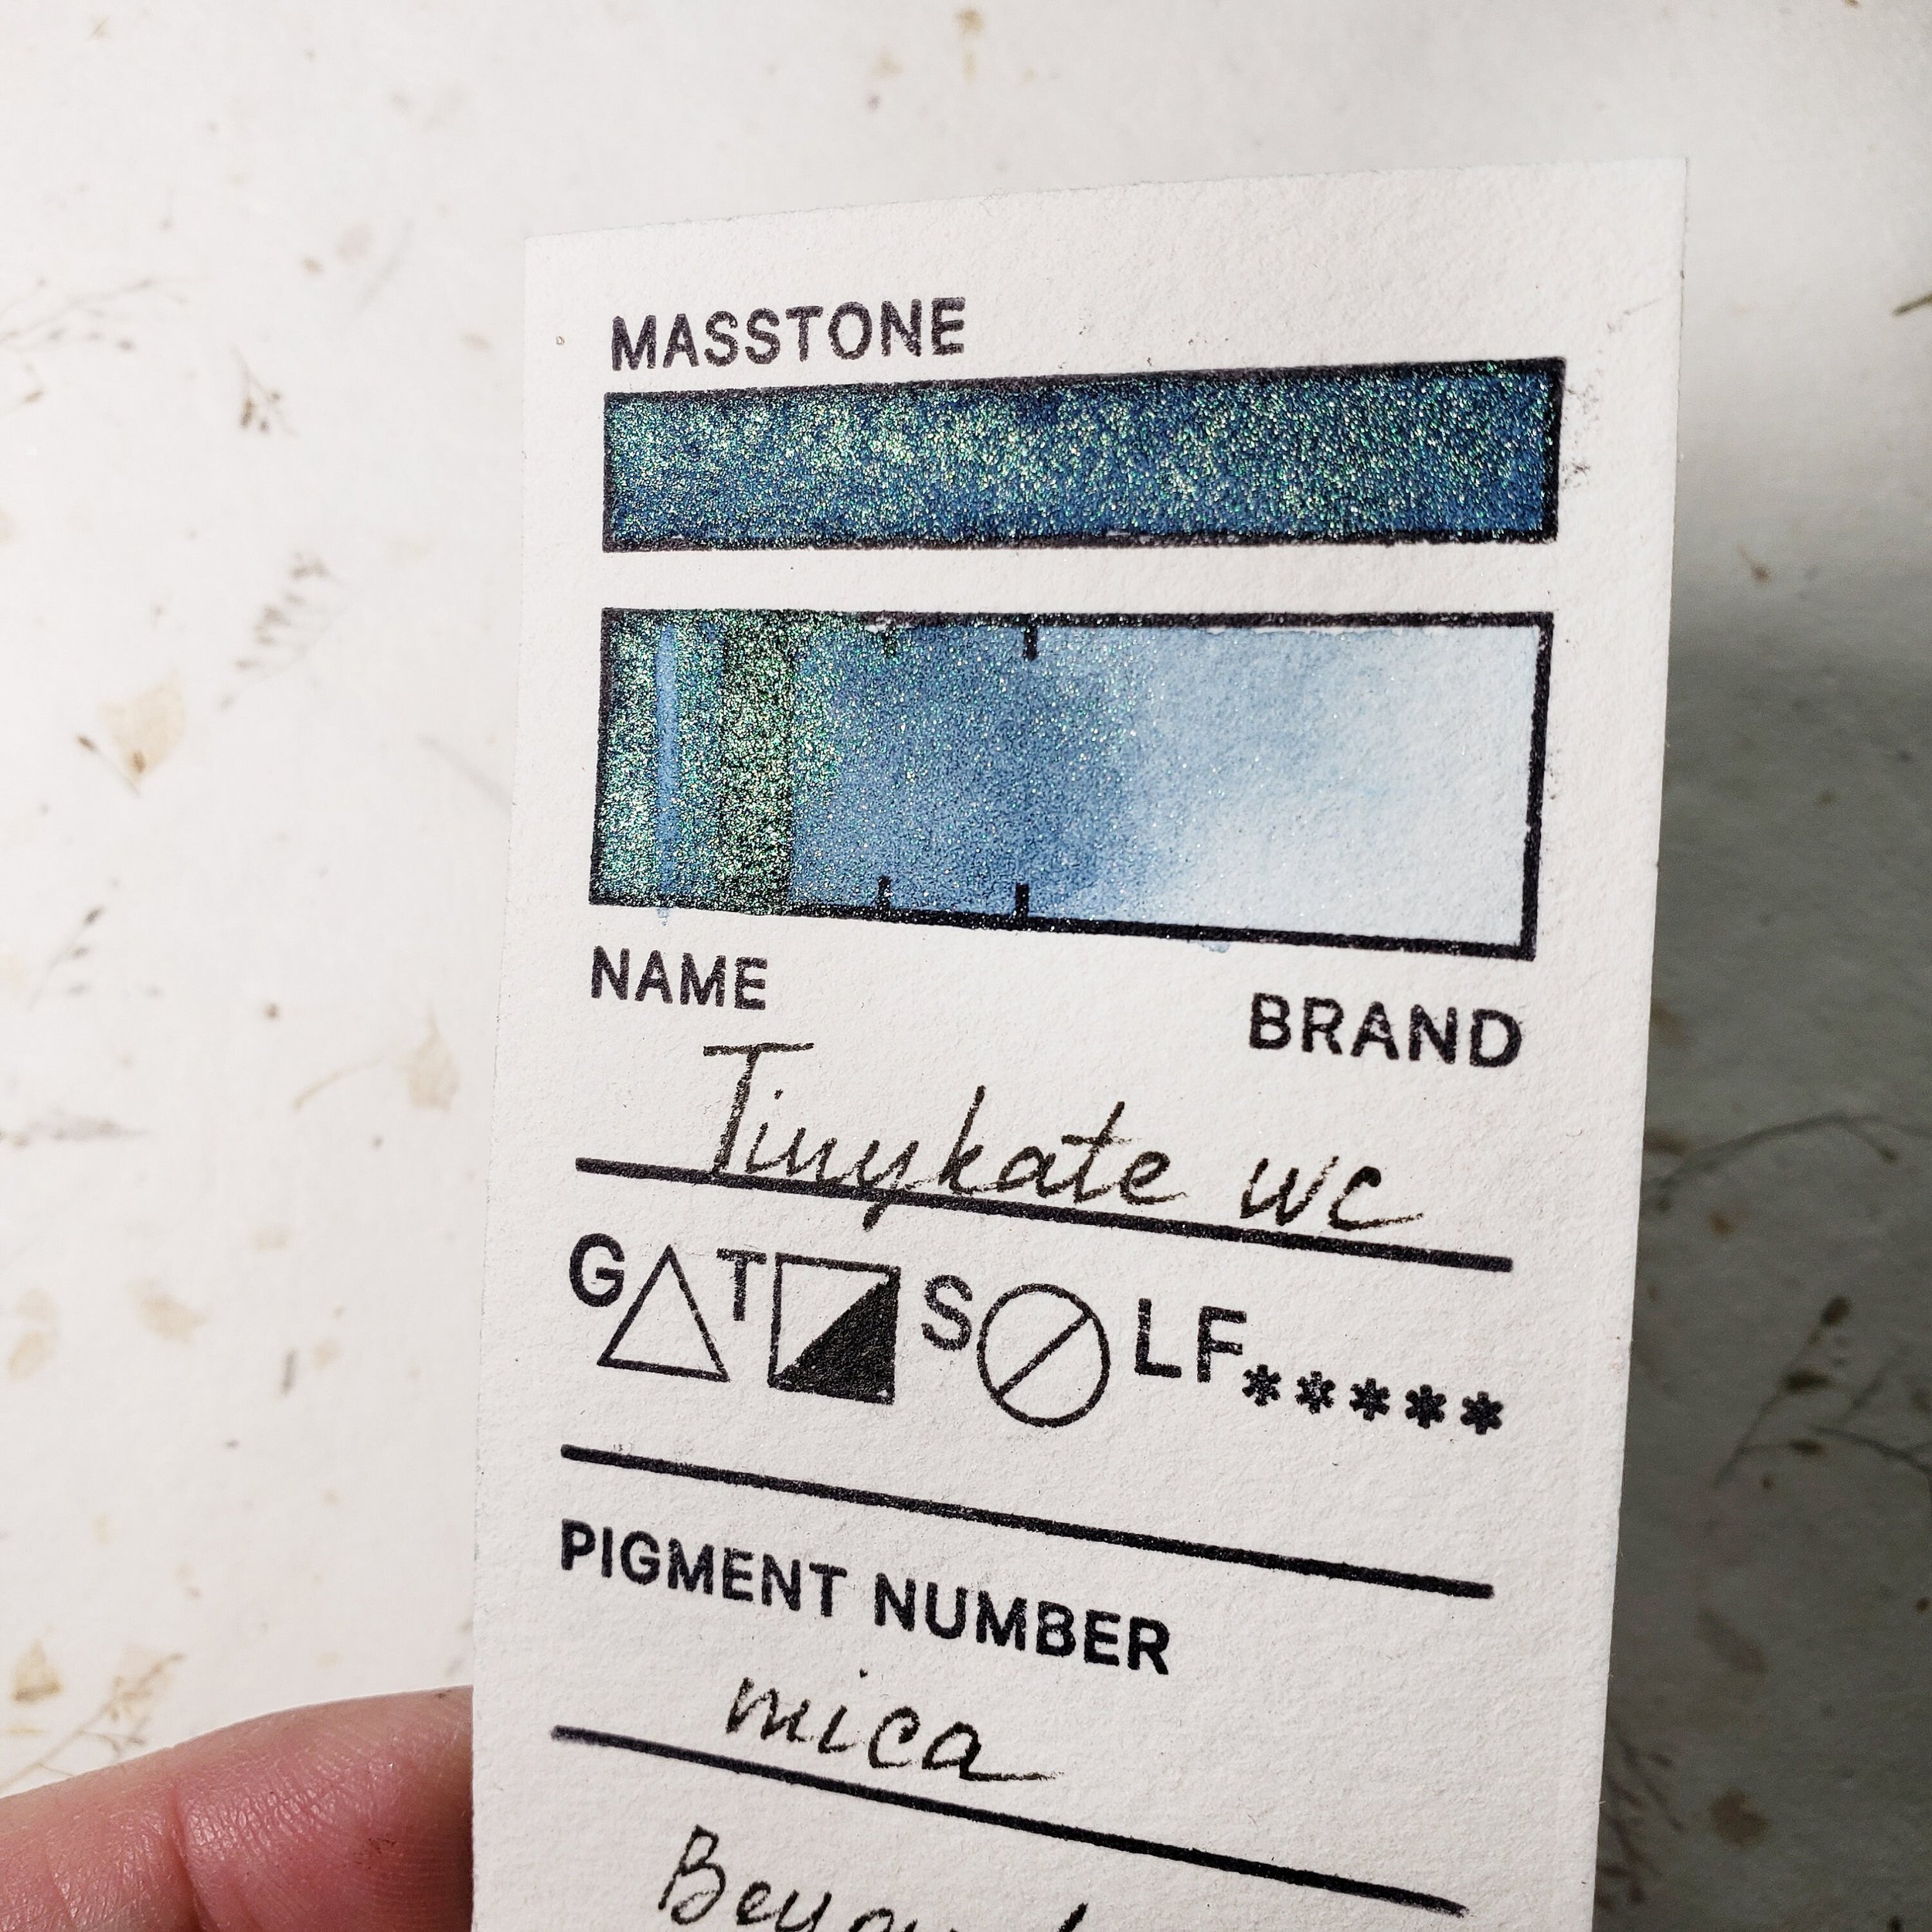 MASSTONE
NAME BRAND
Tinykate wc
G T S LF*****
PIGMENT NUMBER
mica